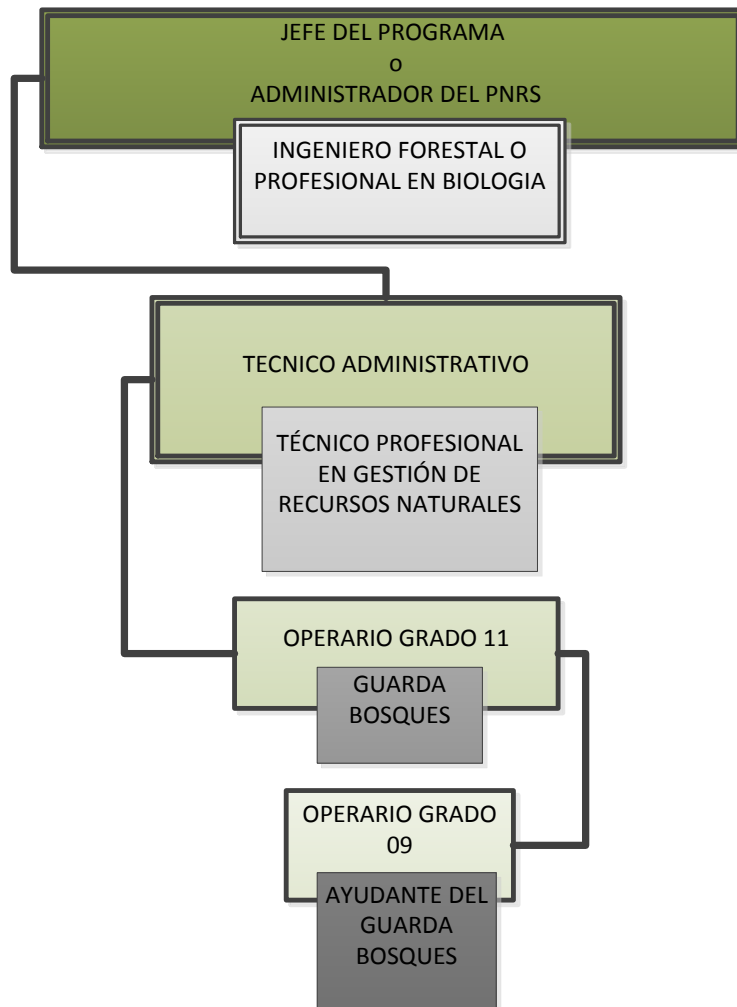 JEFE DEL PROGRAMA
o
ADMINISTRADOR DEL PNRS
INGENIERO FORESTAL O
PROFESIONAL EN BIOLOGIA
TECNICO ADMINISTRATIVO
TÉCNICO PROFESIONAL
EN GESTIÓN DE
RECURSOS NATURALES
OPERARIO GRADO 11
GUARDA
BOSQUES
OPERARIO GRADO
09
AYUDANTE DEL
GUARDA
BOSQUES